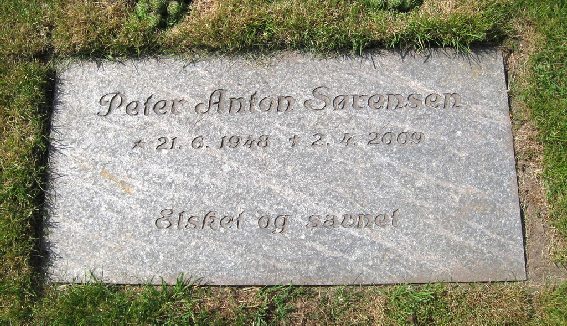 Peter Anton Sørensen
* 21. 6. 1948 † 2. 4. 2009
Elsket og savnet